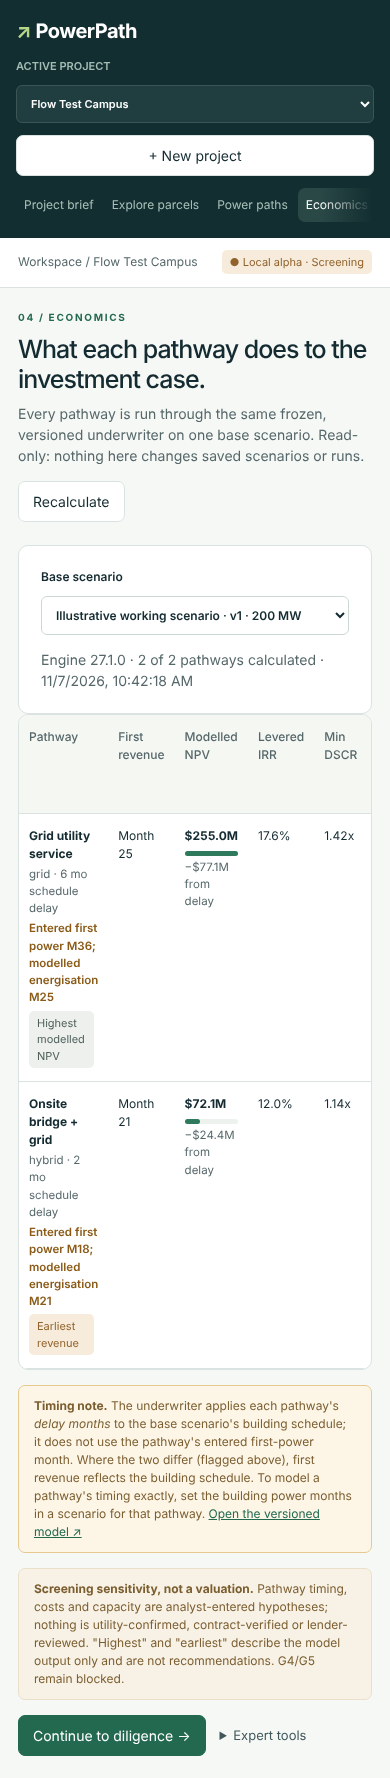 ↗ PowerPath
ACTIVE PROJECT
Flow Test Campus
+ New project
Project brief Explore parcels Power paths Economics
Workspace / Flow Test Campus
● Local alpha · Screening
04 / ECONOMICS
What each pathway does to the
investment case.
Every pathway is run through the same frozen,
versioned underwriter on one base scenario. Read-
only: nothing here changes saved scenarios or runs.
Recalculate
Base scenario
Illustrative working scenario · v1 · 200 MW
Engine 27.1.0 · 2 of 2 pathways calculated ·
11/7/2026, 10:42:18 AM
Pathway
First
revenue
Modelled
NPV
Levered
IRR
Min
DSCR
Grid utility
service
grid · 6 mo
schedule
delay
Entered first
power M36;
modelled
energisation
M25
Highest
modelled
NPV
Month
25
$255.0M
−$77.1M
from
delay
17.6%
1.42x
Onsite
bridge +
grid
hybrid · 2
mo
schedule
delay
Entered first
power M18;
modelled
energisation
M21
Earliest
revenue
Month
21
$72.1M
−$24.4M
from
delay
12.0%
1.14x
Timing note. The underwriter applies each pathway's
delay months to the base scenario's building schedule;
it does not use the pathway's entered first-power
month. Where the two differ (flagged above), first
revenue reflects the building schedule. To model a
pathway's timing exactly, set the building power months
in a scenario for that pathway. Open the versioned
model ↗
Screening sensitivity, not a valuation. Pathway timing,
costs and capacity are analyst-entered hypotheses;
nothing is utility-confirmed, contract-verified or lender-
reviewed. "Highest" and "earliest" describe the model
output only and are not recommendations. G4/G5
remain blocked.
Continue to diligence →
▶ Expert tools